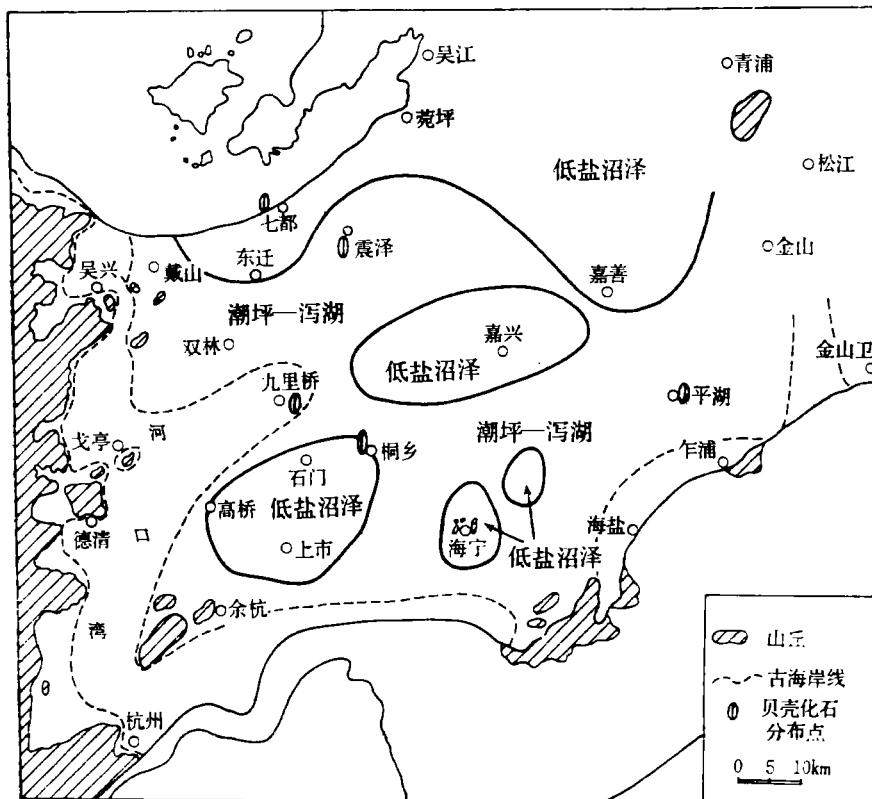 吴江
青浦
菀坪
低盐沼泽
松江
七都
震泽
东迁
金山
吴兴
戴山
嘉善
潮坪—泻湖
双林
嘉兴
低盐沼泽
金山卫
九里桥
平湖
河
潮坪—泻湖
戈亭
桐乡
石门
乍浦
高桥
低盐沼泽
德清
口
海宁
海盐
上市
低盐沼泽
余杭
湾
杭州
山丘
古海岸线
贝壳化石
分布点
0 5 10km